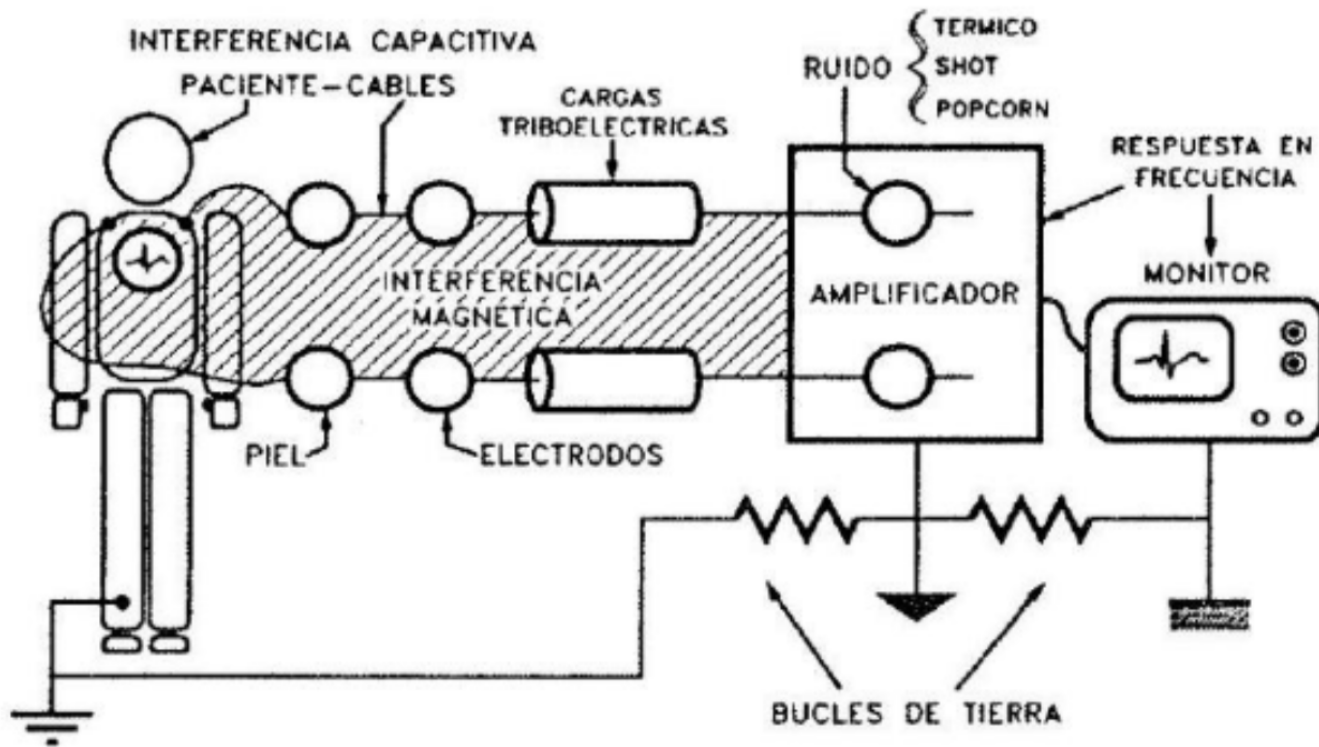 INTERFERENCIA CAPACITIVA
PACIENTE-CABLES
CARGAS
TRIBOELECTRICAS
RUIDO
TERMICO
SHOT
POPCORN
RESPUESTA EN
FRECUENCIA
INTERFERENCIA
MAGNÉTICA
AMPLIFICADOR
MONITOR
PIEL
ELECTRODOS
BUCLES DE TIERRA